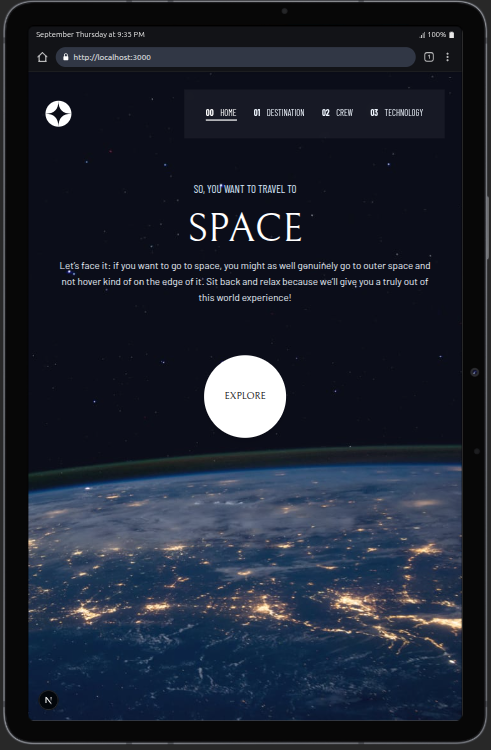 September Thursday at 9:35 PM
100%
http://localhost:3000
1
00 HOME 01 DESTINATION 02 CREW 03 TECHNOLOGY
SO, YOU WANT TO TRAVEL TO
SPACE
Let's face it: if you want to go to space, you might as well genuinely go to outer space and
not hover kind of on the edge of it. Sit back and relax because we'll give you a truly out of
this world experience!
EXPLORE
N